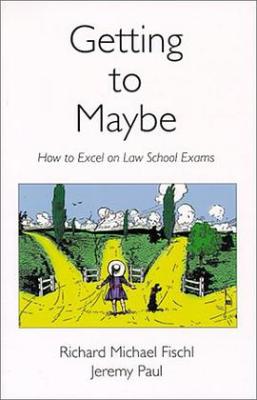 Getting
to
Maybe
How to Excel on Law School Exams
Richard Michael Fischl
Jeremy Paul